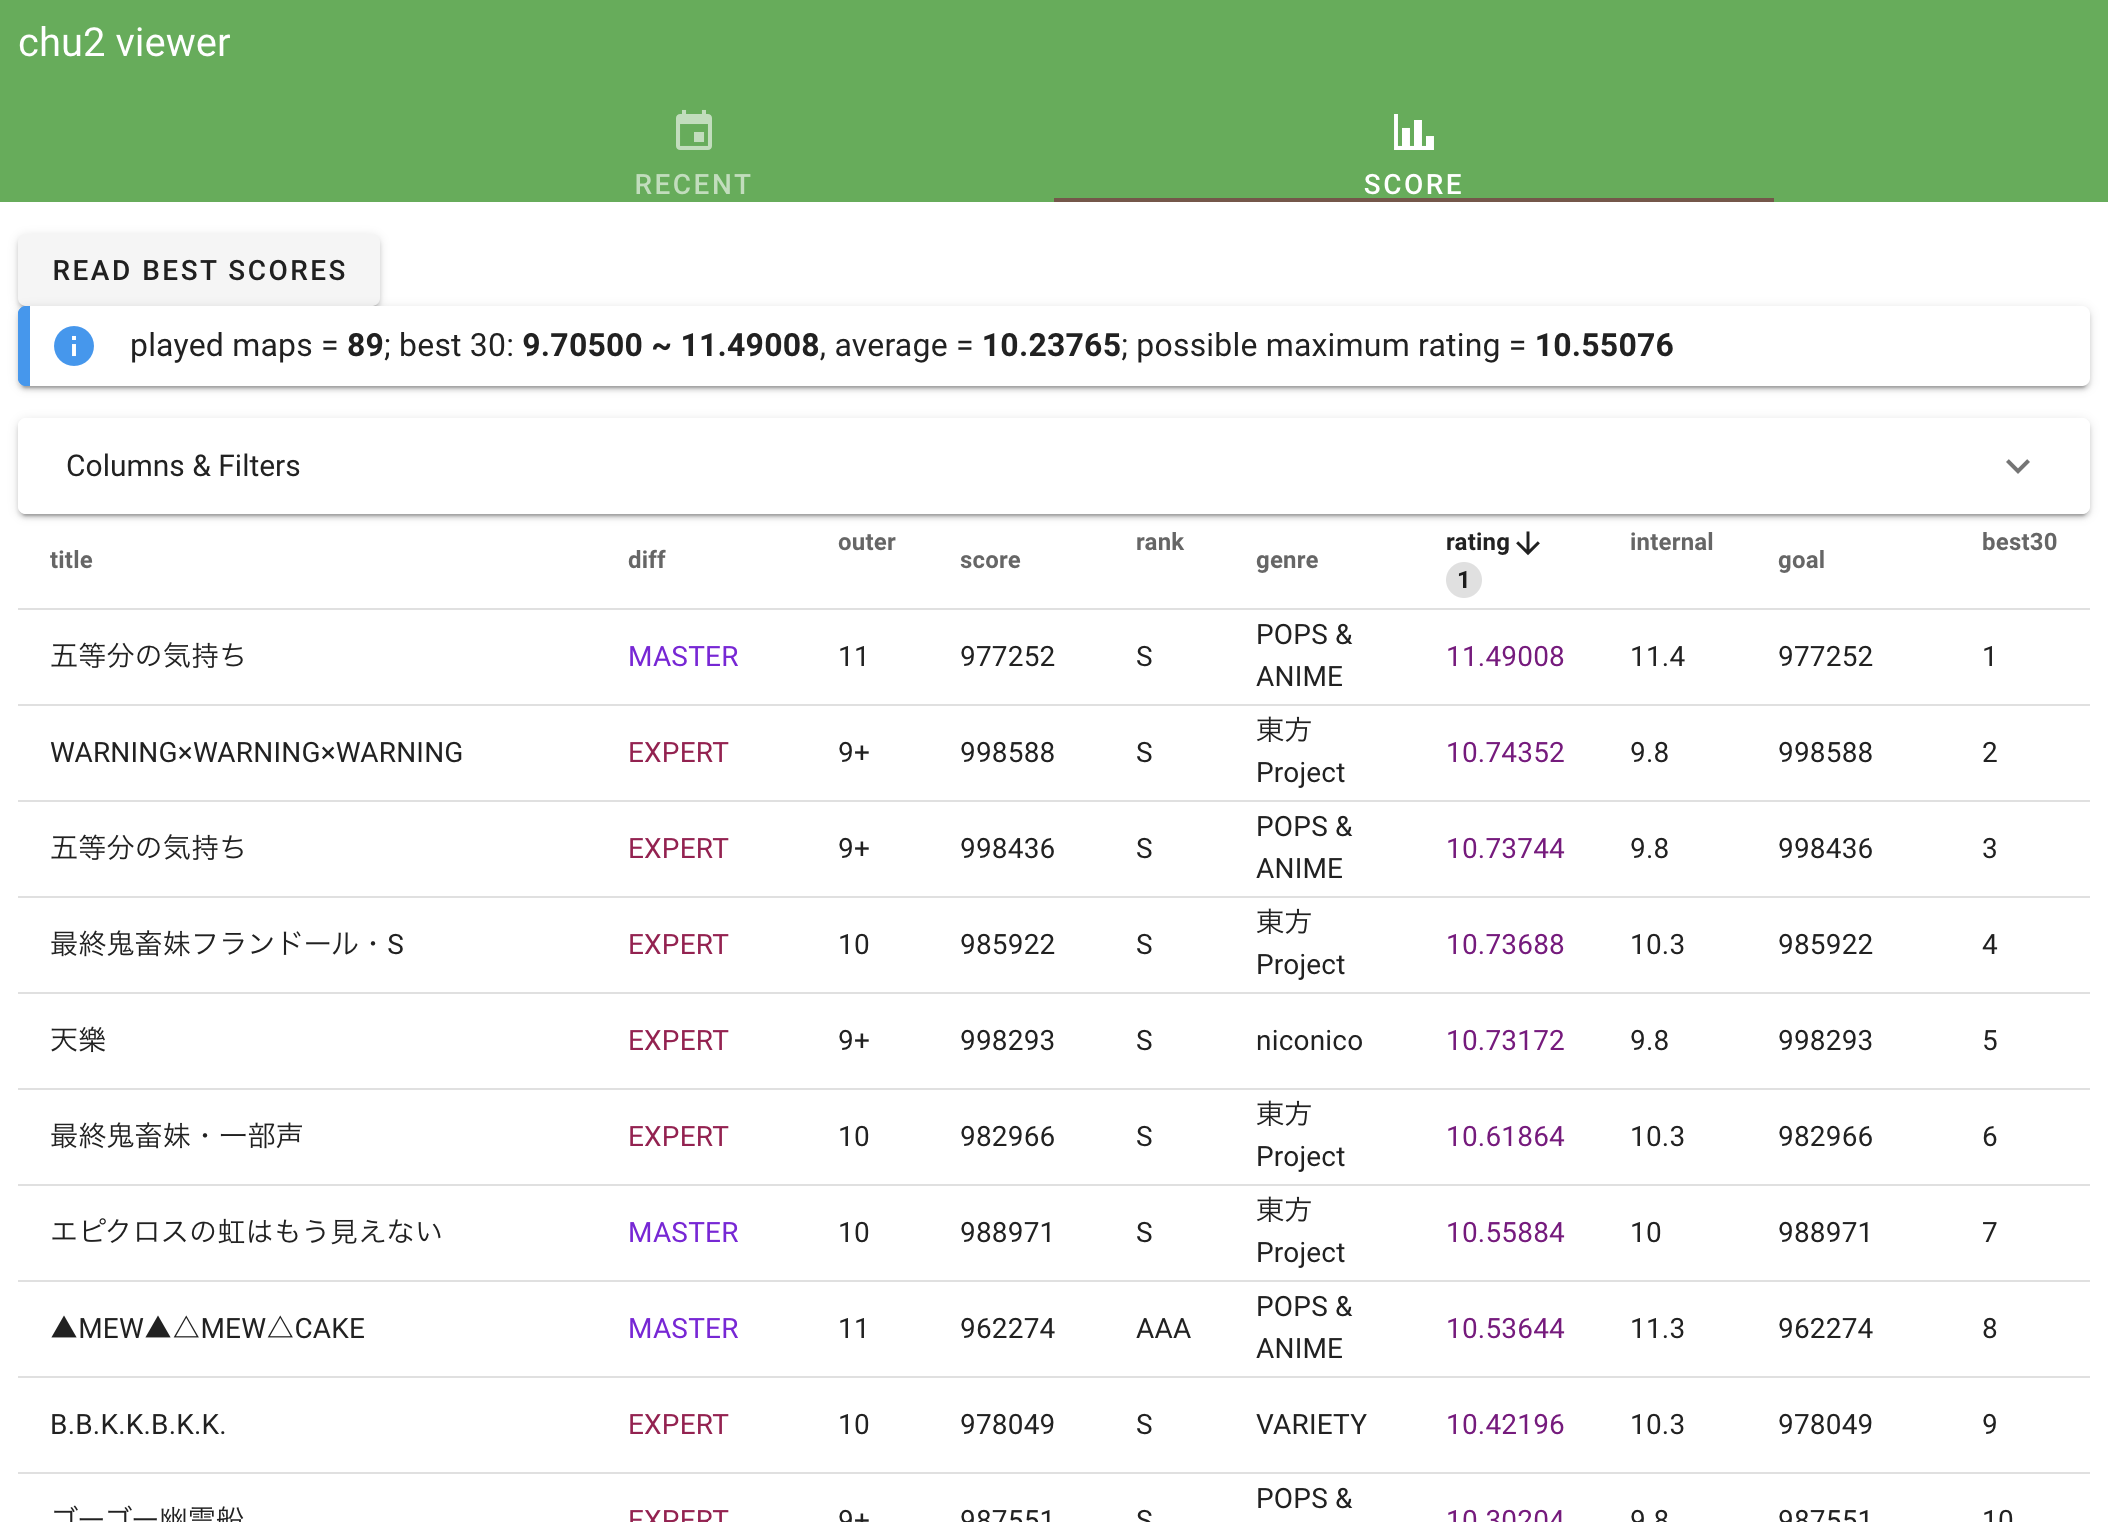 chu2 viewer
RECENT
SCORE
READ BEST SCORES
played maps = 89; best 30: 9.70500 ~ 11.49008, average = 10.23765; possible maximum rating = 10.55076
Columns & Filters
title diff outer score rank genre rating 1 internal goal best30
五等分の気持ち MASTER 11 977252 S POPS & ANIME 11.49008 11.4 977252 1
WARNING×WARNING×WARNING EXPERT 9+ 998588 S 東方Project 10.74352 9.8 998588 2
五等分の気持ち EXPERT 9+ 998436 S POPS & ANIME 10.73744 9.8 998436 3
最終鬼畜妹フランドール・S EXPERT 10 985922 S 東方Project 10.73688 10.3 985922 4
天樂 EXPERT 9+ 998293 S niconico 10.73172 9.8 998293 5
最終鬼畜妹・一部声 EXPERT 10 982966 S 東方Project 10.61864 10.3 982966 6
エピクロスの虹はもう見えない MASTER 10 988971 S 東方Project 10.55884 10 988971 7
▲MEW▲△MEW△CAKE MASTER 11 962274 AAA POPS & ANIME 10.53644 11.3 962274 8
B.B.K.K.B.K.K. EXPERT 10 978049 S VARIETY 10.42196 10.3 978049 9
ゴーゴー幽霊船 EXPERT 9+ 987551 S POPS & 10.30204 9.8 987551 10